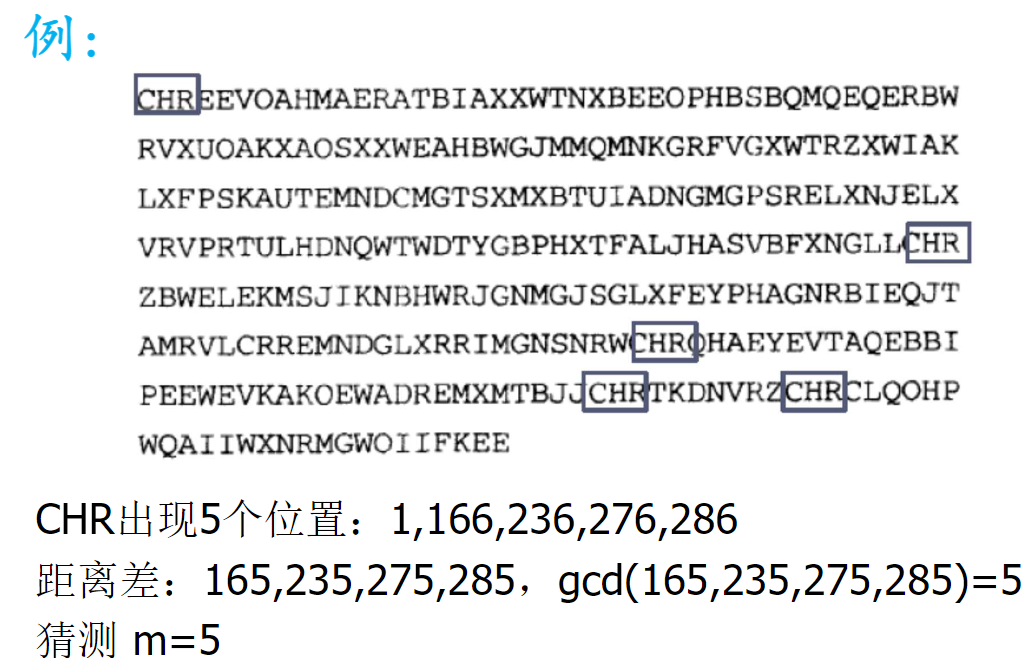 例：
CHREEVOAHMAERATBIAXXWTNXBEEOPHBSBQMQEQERBW
RVXUOAKXAOSXXWEAHBWGJMMQMNKGRFVGXWTRZXWIAK
LXFPSKAUTEMNDCMGTSXMXBTUIADNGMGPSRELXNJELX
VRVPRTULHDNQWTWDTYGBPHXTFALJHASVBFXNGLLCHR
ZBWELEKMSJIKNBHWRJGNMGJSGLXFEYPHAGNRBIEQJT
AMRVLCRREMNDGLXRRIMGNSNRWCHRQHAEYEVTAQEBBI
PEEWEVKAKOEWADREMXMTBJJCHRTKDNVRZCHRCLQOHP
WQAIIWXNRMGWOIIFKEE
CHR出现5个位置：1,166,236,276,286
距离差：165,235,275,285，gcd(165,235,275,285)=5
猜测 m=5